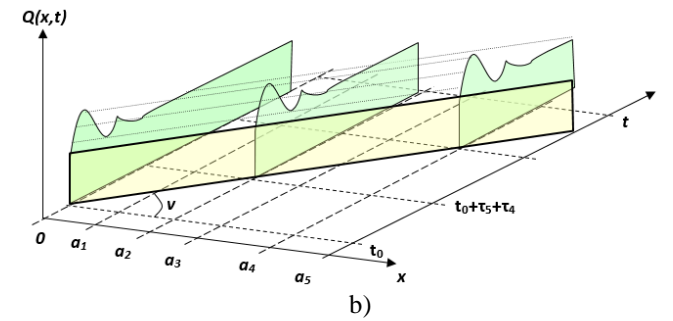 Q(x,t)
t
v
t₀+τ₅+τ₄
0
a₁
a₂
a₃
a₄
a₅
t₀
x
b)